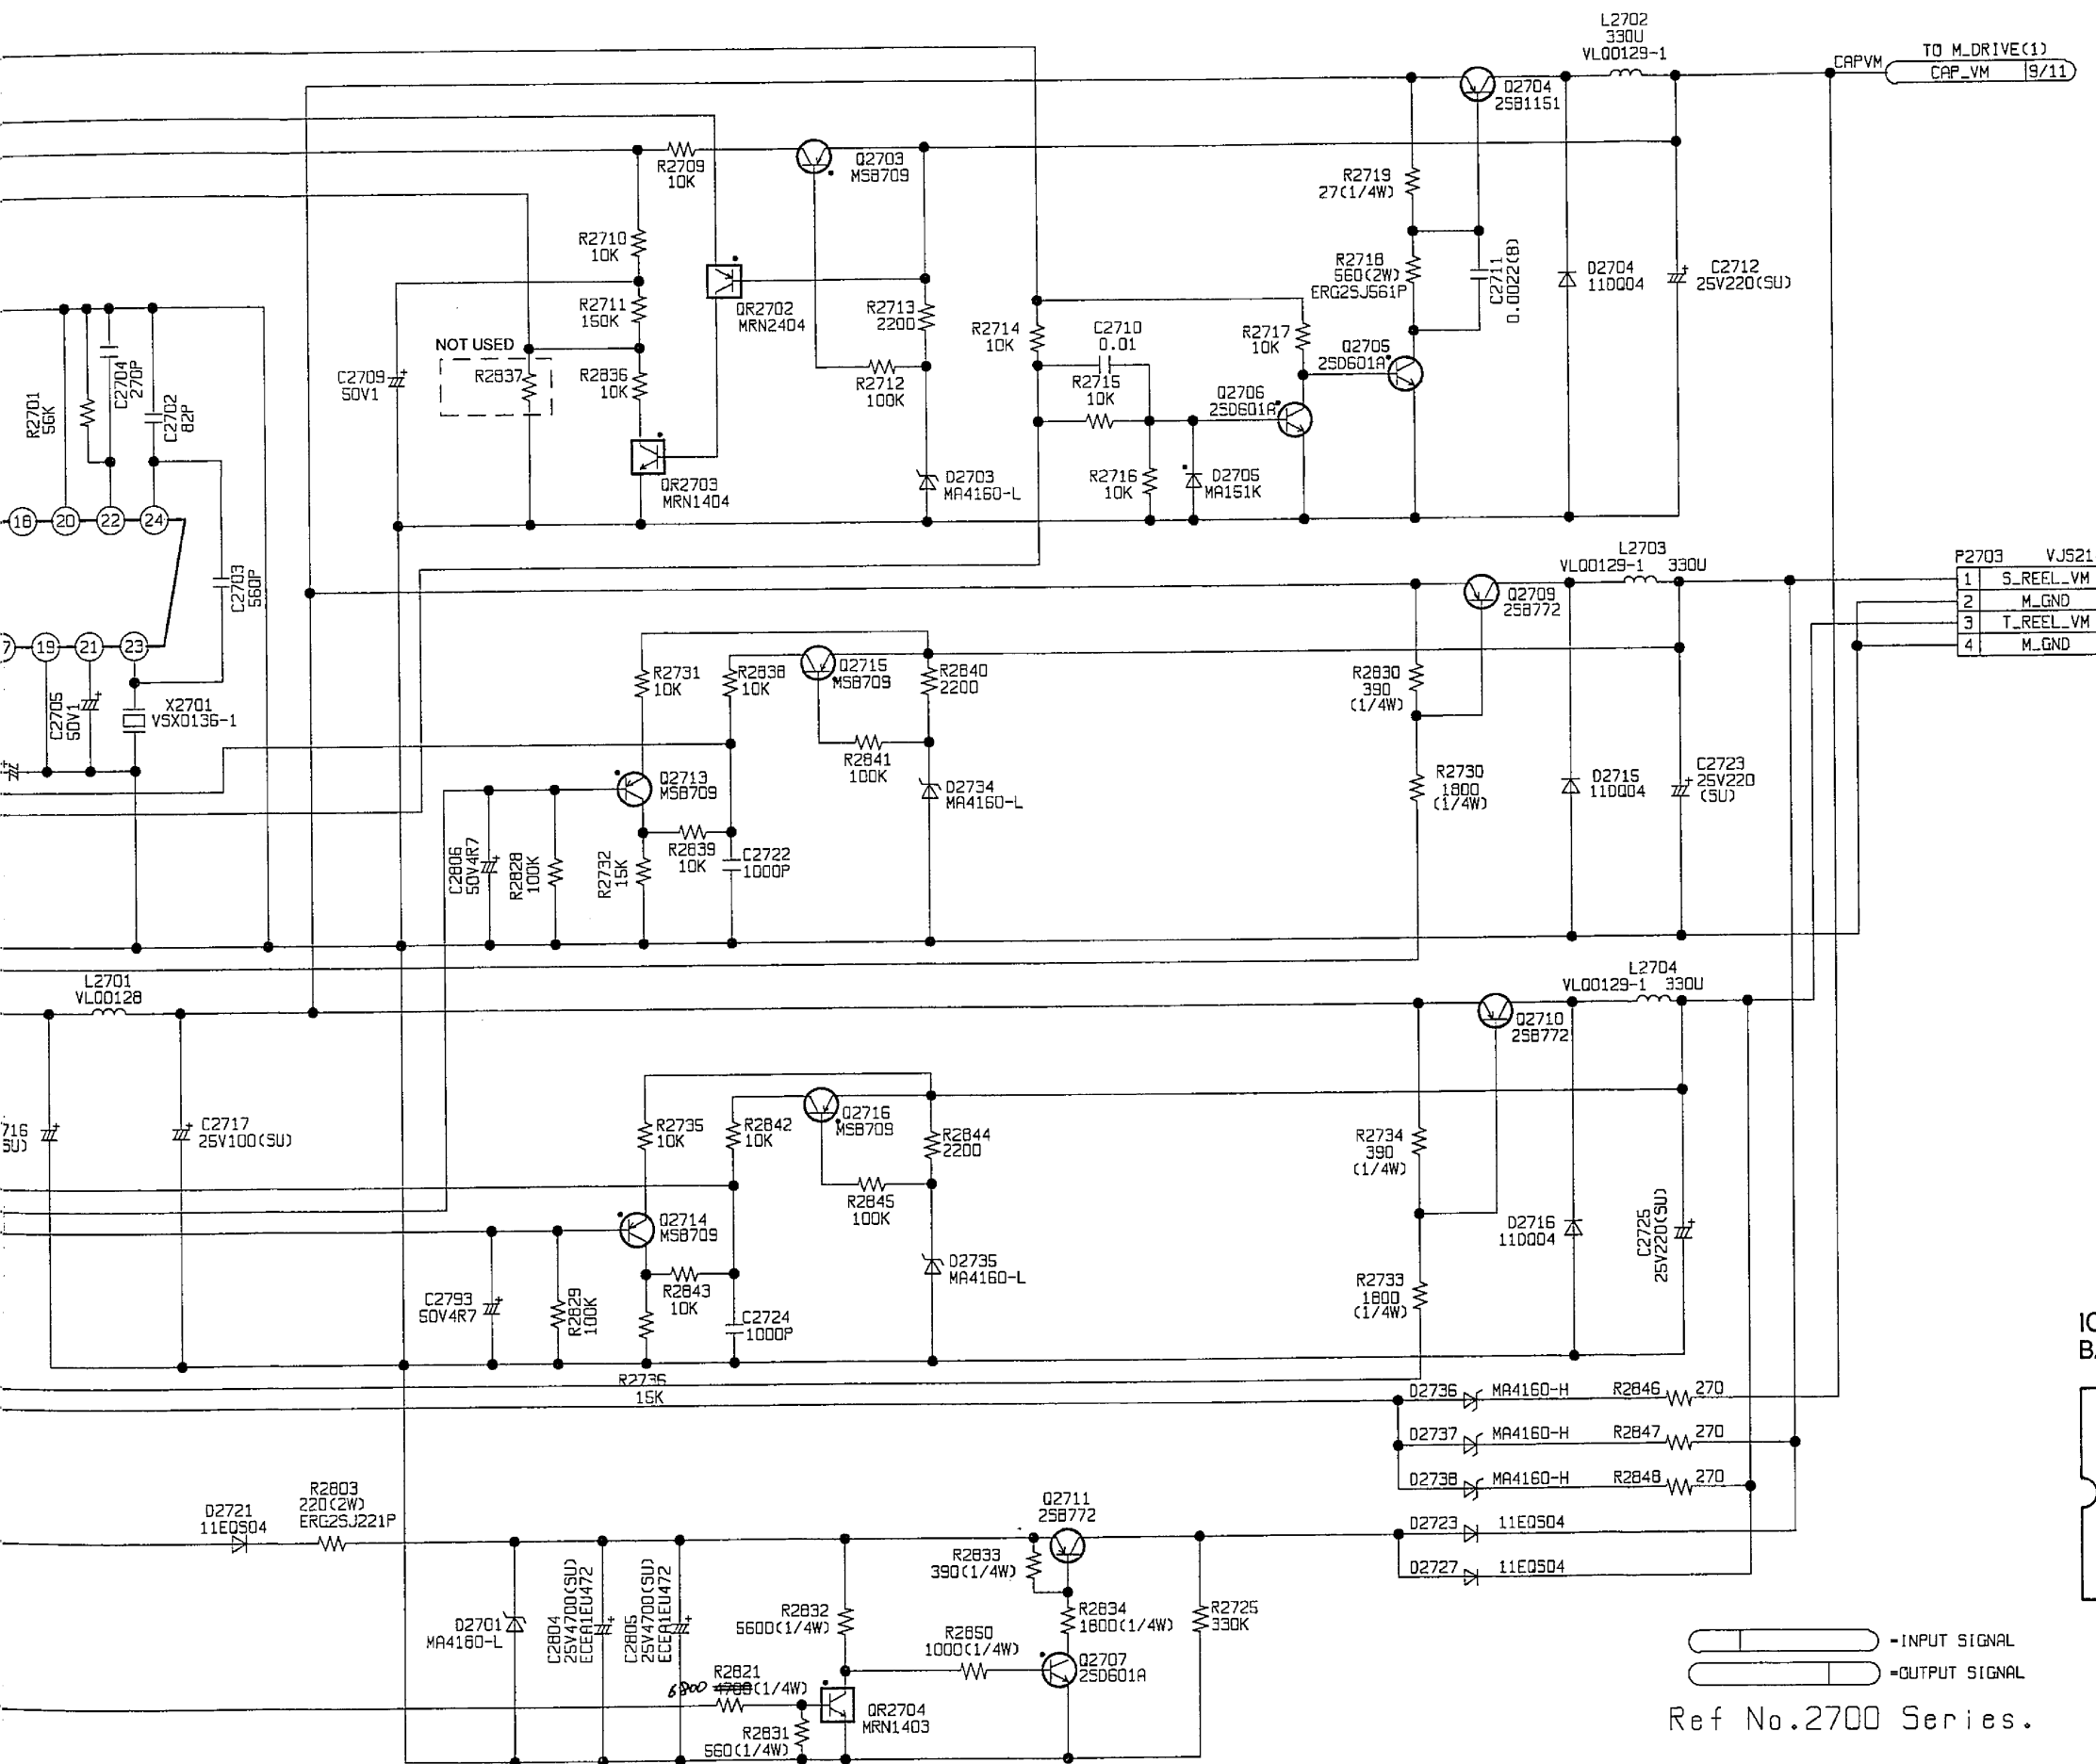 L2702
330U
VLQ0129-1
TO M_DRIVE(1)
CAPVM
CAP_VM 9/11
Q2704
2SB1151
R2709
10K
Q2703
MSB709
R2719
27(1/4W)
R2710
10K
R2718
560(2W)
ERG2SJ561P
C2711
0.0022(B)
D2704
11DQ04
C2712
25V220(SU)
R2711
150K
QR2702
MRN2404
R2713
2200
R2714
10K
C2710
0.01
R2717
10K
Q2705
2SD601A
NOT USED
R2837
R2836
10K
C2709
50V1
R2712
100K
R2715
10K
Q2706
2SD601A
R2701
56K
C2704
270P
C2702
82P
QR2703
MRN1404
D2703
MA4160-L
R2716
10K
D2705
MA151K
18
20
22
24
C2703
560P
L2703
VLQ0129-1 330U
P2703 VJS21
1 S_REEL_VM
2 M_GND
3 T_REEL_VM
4 M_GND
Q2709
2SB772
7
19
21
23
R2731
10K
R2838
10K
Q2715
MSB709
R2840
2200
R2830
390
(1/4W)
C2705
50V1
X2701
VSX0136-1
R2841
100K
Q2713
MSB709
D2734
MA4160-L
R2730
1800
(1/4W)
D2715
11DQ04
C2723
25V220
(SU)
C2806
50V4R7
R2828
100K
R2732
15K
R2839
10K
C2722
1000P
L2701
VLQ0128
L2704
VLQ0129-1 330U
Q2710
2SB772
716
SU)
C2717
25V100(SU)
R2735
10K
R2842
10K
Q2716
MSB709
R2844
2200
R2734
390
(1/4W)
R2845
100K
Q2714
MSB709
D2716
11DQ04
C2725
25V220(SU)
D2735
MA4160-L
C2793
50V4R7
R2829
100K
R2843
10K
C2724
1000P
R2733
1800
(1/4W)
R2736
15K
D2736 MA4160-H R2846 270
D2737 MA4160-H R2847 270
D2738 MA4160-H R2848 270
D2721
11EQS04
R2803
220(2W)
ERG2SJ221P
Q2711
2SB772
D2723 11EQS04
D2727 11EQS04
R2833
390(1/4W)
D2701
MA4180-L
C2804
25V4700(SU)
ECEA1EU472
C2805
25V4700(SU)
ECEA1EU472
R2832
5600(1/4W)
R2834
1800(1/4W)
R2725
330K
R2850
1000(1/4W)
Q2707
2SD601A
R2821
6800 4700(1/4W)
QR2704
MRN1403
R2831
560(1/4W)
=INPUT SIGNAL
=OUTPUT SIGNAL
Ref No.2700 Series.